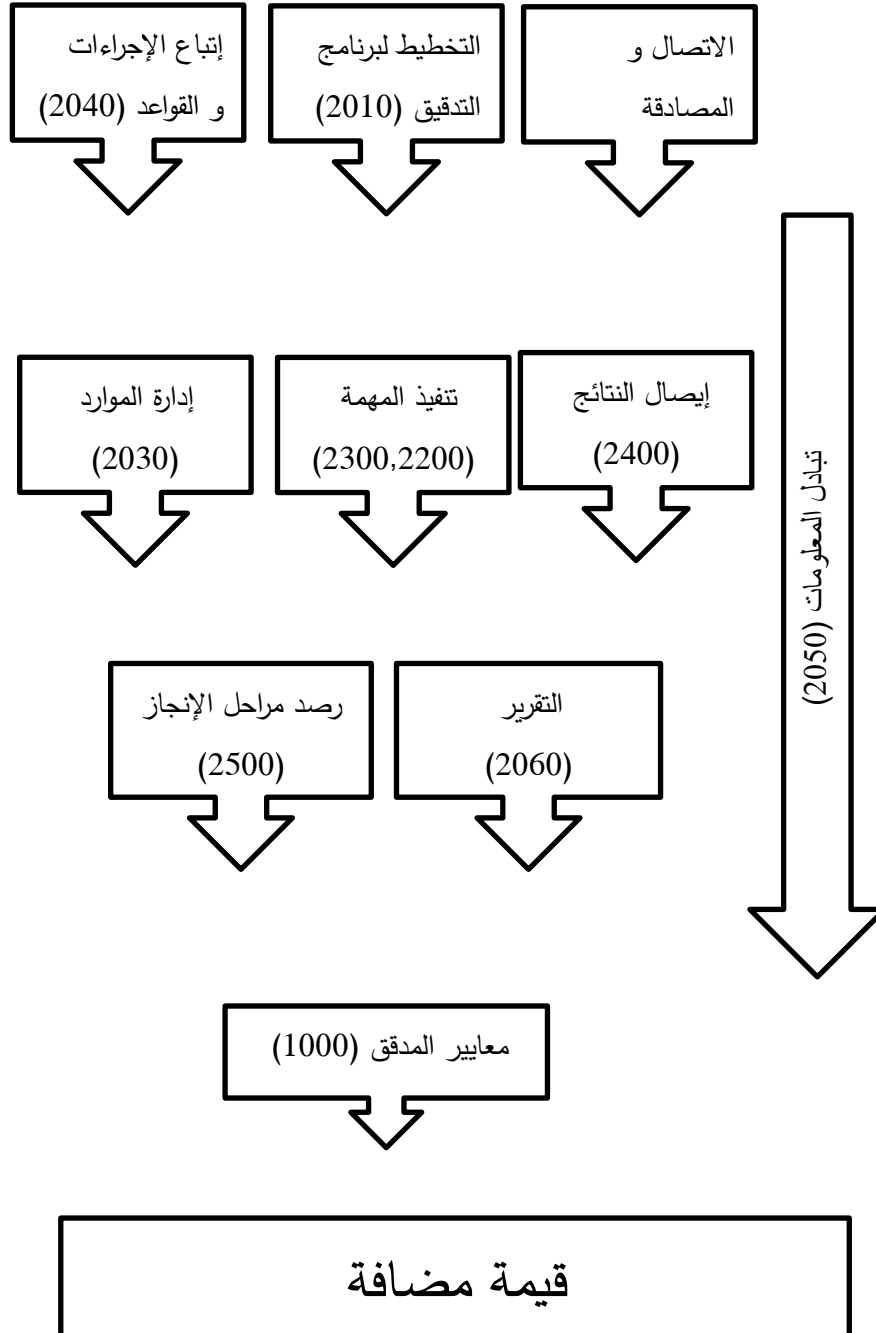 الاتصال و
المصادقة
التخطيط لبرنامج
التدقيق (2010)
إتباع الإجراءات
و القواعد (2040)
إيصال النتائج
(2400)
تنفيذ المهمة
(2300,2200)
إدارة الموارد
(2030)
تبادل المعلومات (2050)
التقرير
(2060)
رصد مراحل الإنجاز
(2500)
معايير المدقق (1000)
قيمة مضافة